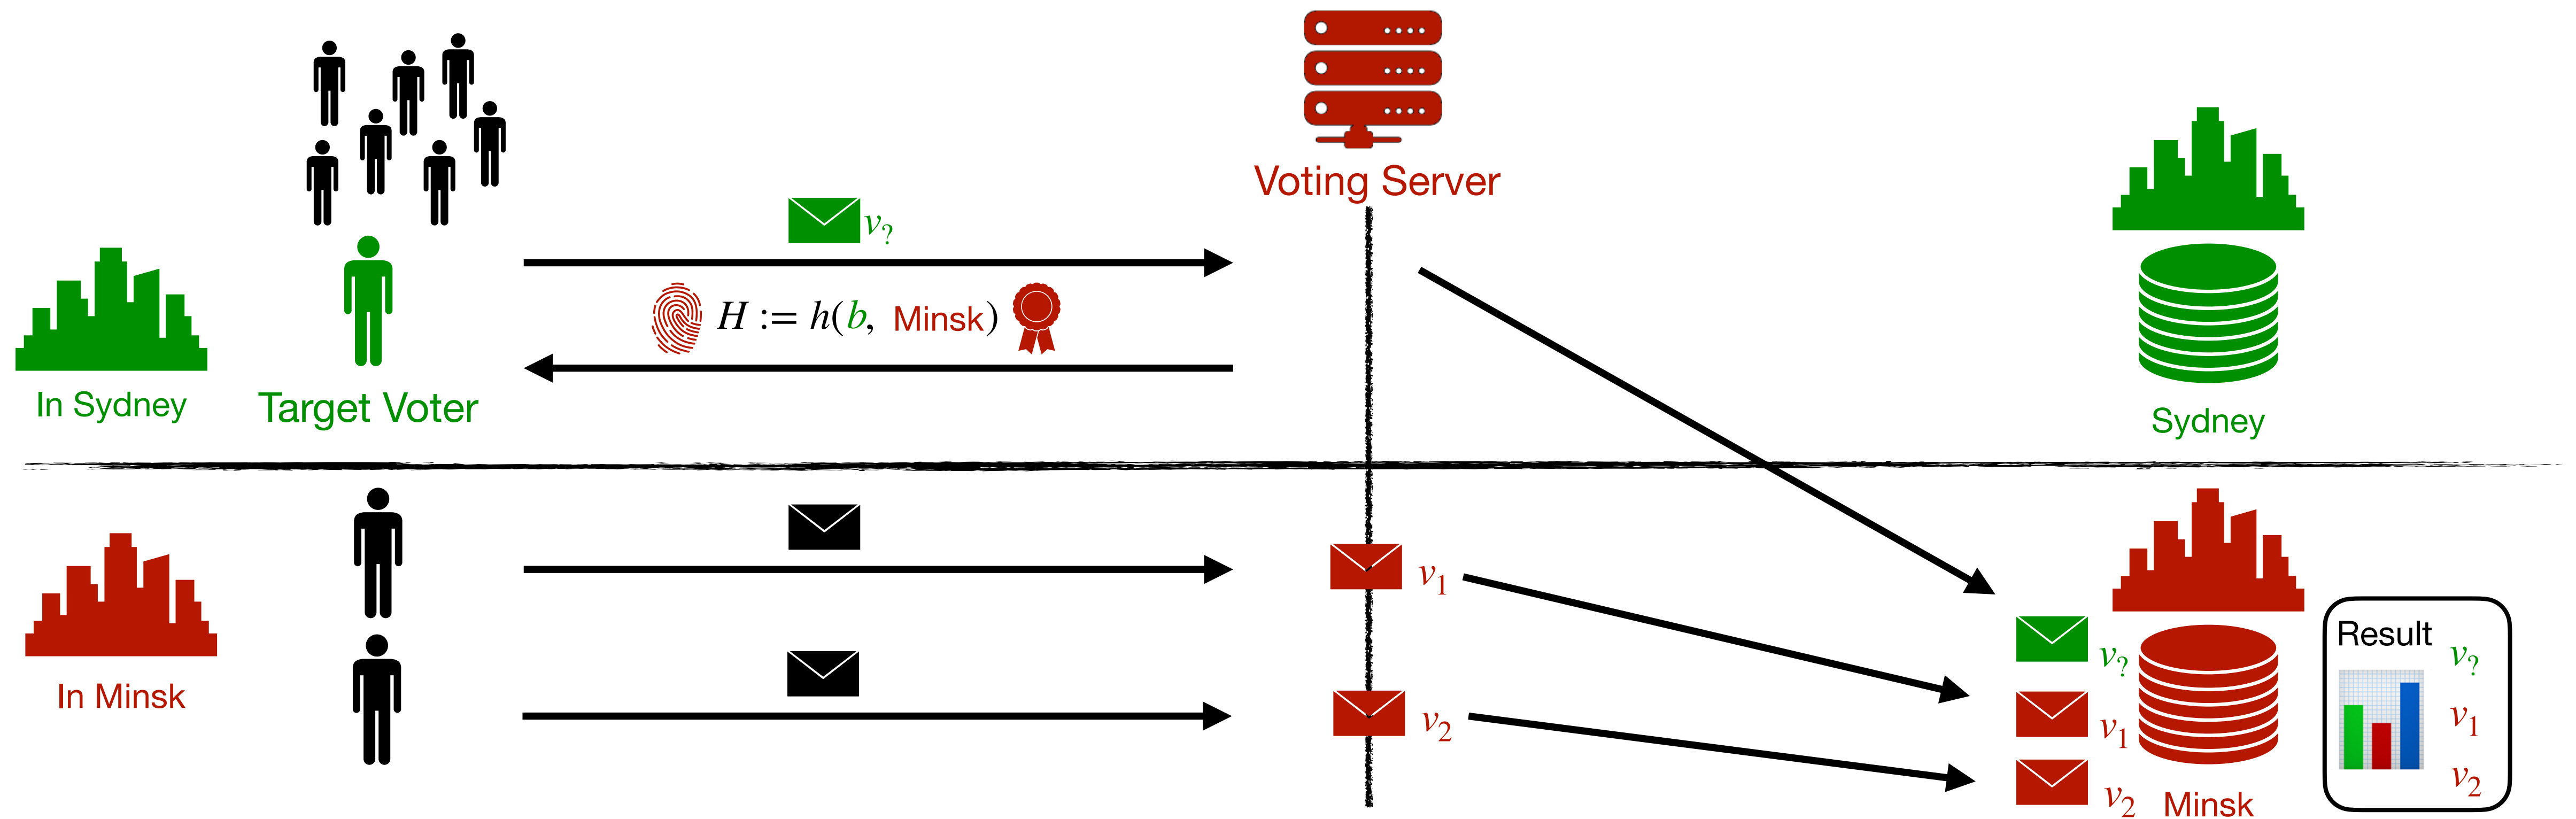 Voting Server
v?
H := h(b, Minsk)
In Sydney
Target Voter
Sydney
v1
In Minsk
v2
v?
v1
v2
Minsk
Result
v?
v1
v2